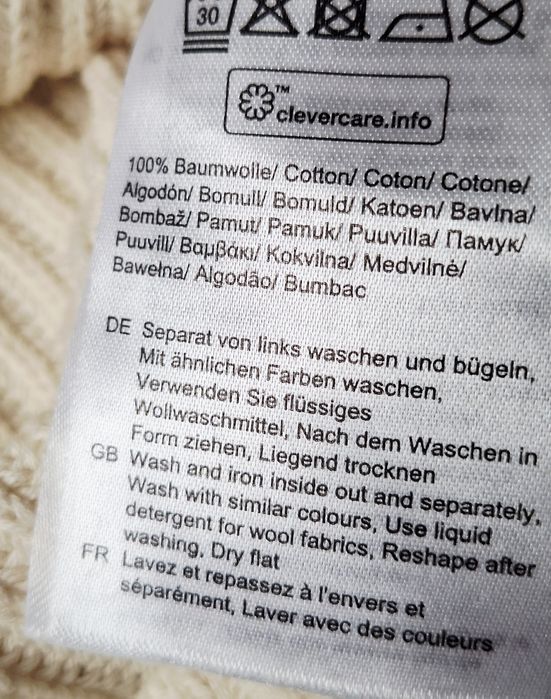 30
™
clevercare.info
100% Baumwolle/ Cotton/ Coton/ Cotone/
Algodón/ Bomull/ Bomuld/ Katoen/ Bavlna/
Bombaž/ Pamut/ Pamuk/ Puuvilla/ Памук/
Puuvill/ Βαμβάκι/ Kokvilna/ Medvilnė/
Bawełna/ Algodão/ Bumbac
DE Separat von links waschen und bügeln,
Mit ähnlichen Farben waschen,
Verwenden Sie flüssiges
Wollwaschmittel, Nach dem Waschen in
Form ziehen, Liegend trocknen
GB Wash and iron inside out and separately,
Wash with similar colours, Use liquid
detergent for wool fabrics, Reshape after
washing, Dry flat
FR Lavez et repassez à l'envers et
séparément, Laver avec des couleurs